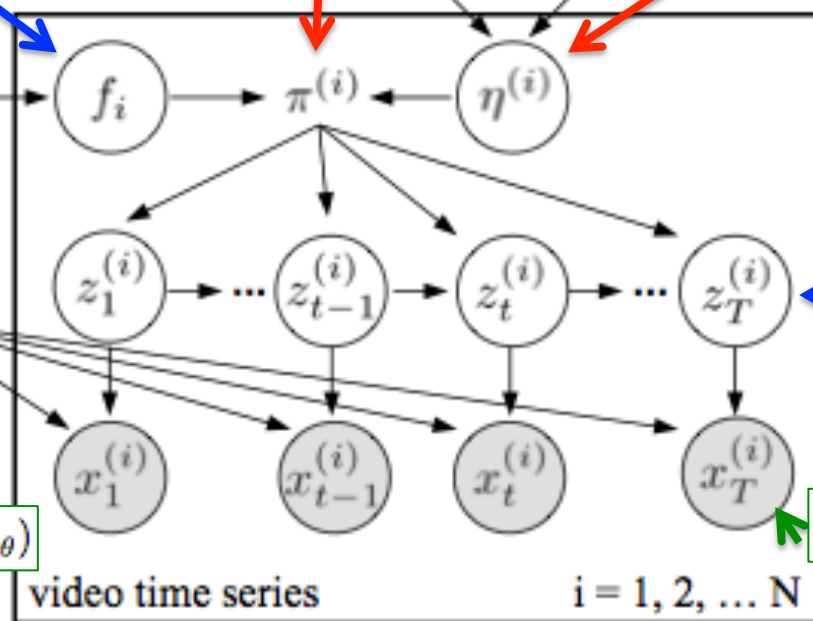 f_i π^(i) η^(i)
z_1^(i) ... z_{t-1}^(i) z_t^(i) ... z_T^(i)
x_1^(i) x_{t-1}^(i) x_t^(i) x_T^(i)
θ)
video time series i = 1, 2, ... N